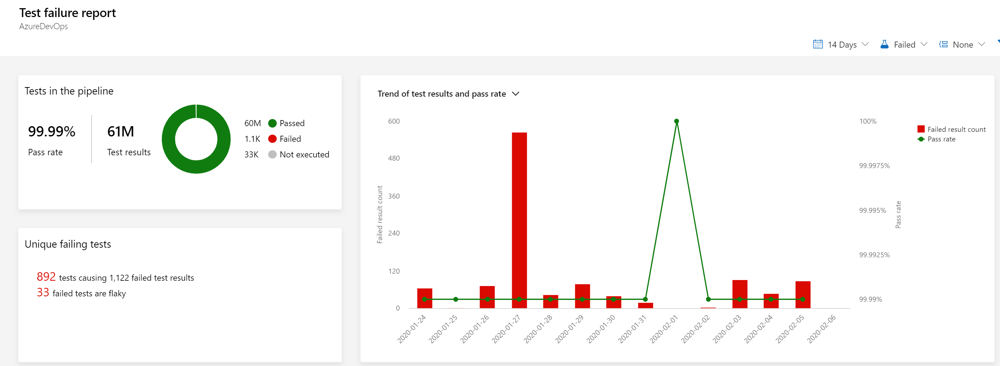 Test failure report
AzureDevOps
14 Days
Failed
None
Tests in the pipeline
99.99%
Pass rate
61M
Test results
60M Passed
1.1K Failed
33K Not executed
Unique failing tests
892 tests causing 1,122 failed test results
33 failed tests are flaky
Trend of test results and pass rate
Failed result count
600
480
360
240
120
0
2020-01-24
2020-01-25
2020-01-26
2020-01-27
2020-01-28
2020-01-29
2020-01-30
2020-01-31
2020-02-01
2020-02-02
2020-02-03
2020-02-04
2020-02-05
2020-02-06
100%
99.9975%
99.995%
99.9925%
99.99%
Pass rate
Failed result count
Pass rate